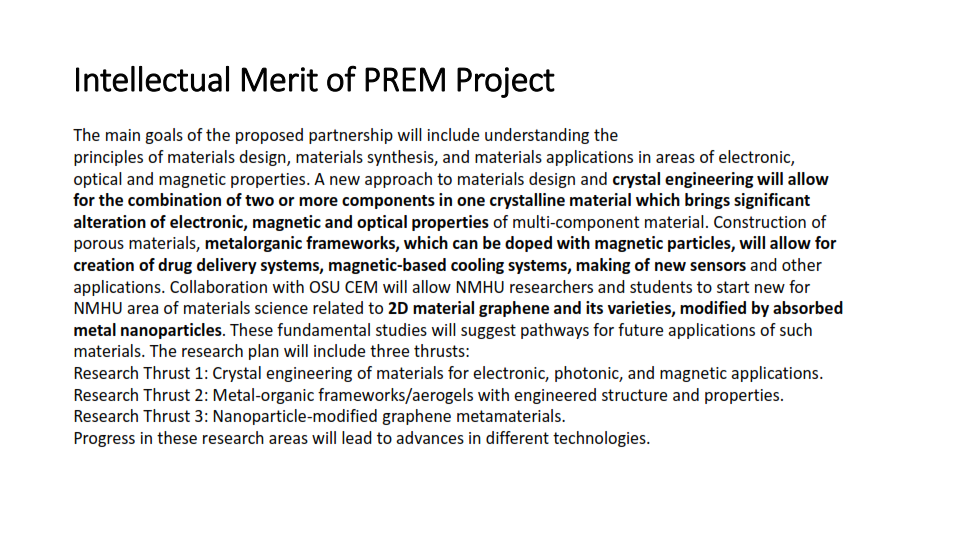 Intellectual Merit of PREM Project
The main goals of the proposed partnership will include understanding the
principles of materials design, materials synthesis, and materials applications in areas of electronic,
optical and magnetic properties. A new approach to materials design and crystal engineering will allow
for the combination of two or more components in one crystalline material which brings significant
alteration of electronic, magnetic and optical properties of multi-component material. Construction of
porous materials, metalorganic frameworks, which can be doped with magnetic particles, will allow for
creation of drug delivery systems, magnetic-based cooling systems, making of new sensors and other
applications. Collaboration with OSU CEM will allow NMHU researchers and students to start new for
NMHU area of materials science related to 2D material graphene and its varieties, modified by absorbed
metal nanoparticles. These fundamental studies will suggest pathways for future applications of such
materials. The research plan will include three thrusts:
Research Thrust 1: Crystal engineering of materials for electronic, photonic, and magnetic applications.
Research Thrust 2: Metal-organic frameworks/aerogels with engineered structure and properties.
Research Thrust 3: Nanoparticle-modified graphene metamaterials.
Progress in these research areas will lead to advances in different technologies.